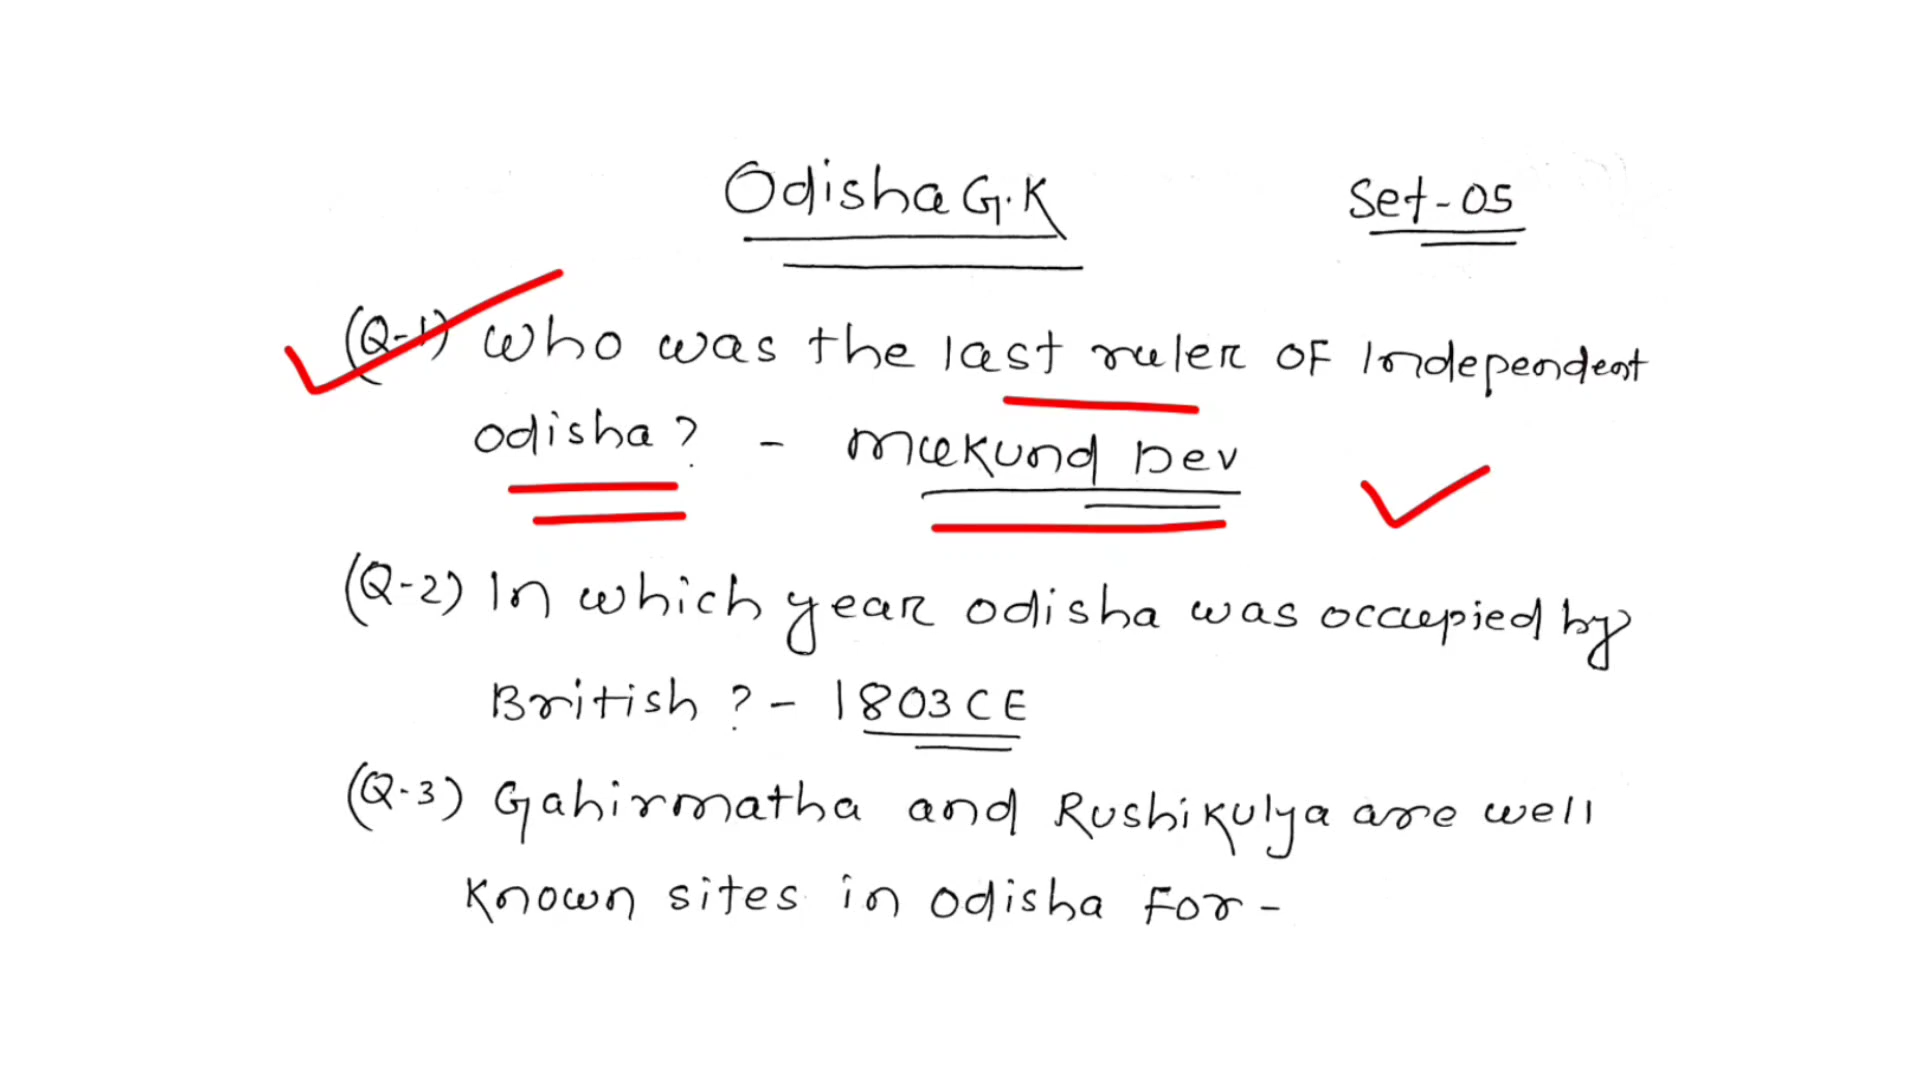 Odisha G.K
Set-05
(Q-1) Who was the last ruler of Independent
odisha? - Mukund Dev
(Q-2) In which year odisha was occupied by
British? - 1803 CE
(Q-3) Gahirmatha and Rushikulya are well
Known sites in odisha For -